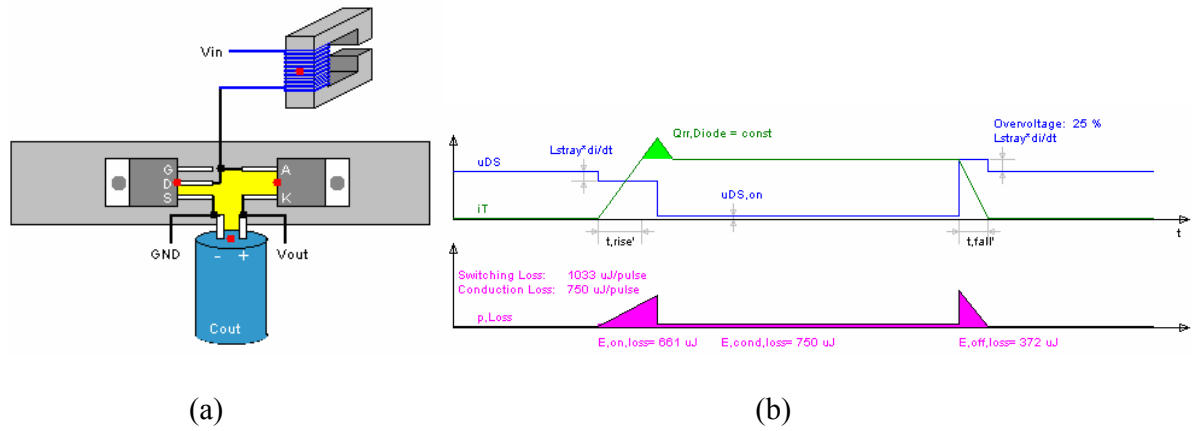 Vin
G
D
S
A
K
GND
Vout
- +
Cout
(a)
Qrr,Diode = const
Overvoltage: 25 %
Lstray*di/dt
Lstray*di/dt
uDS
uDS,on
iT
t,rise'
t,fall'
t
Switching Loss: 1033 uJ/pulse
Conduction Loss: 750 uJ/pulse
p,Loss
E,on,loss= 661 uJ
E,cond,loss= 750 uJ
E,off,loss= 372 uJ
t
(b)